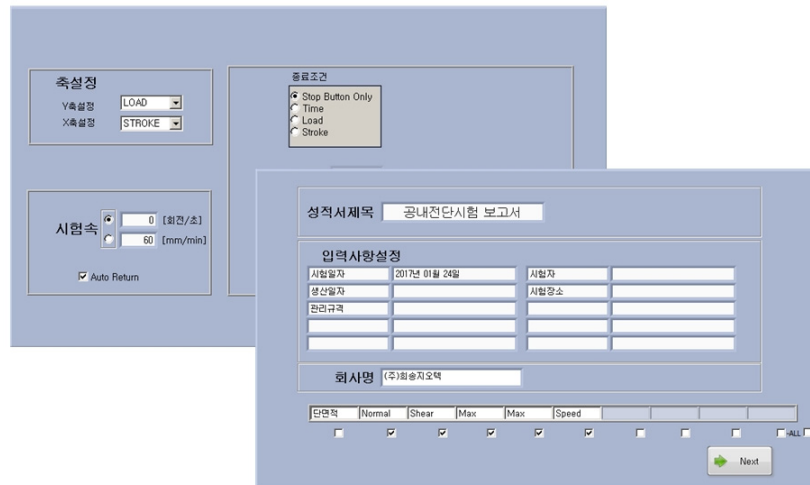 축설정
Y축설정 LOAD
X축설정 STROKE
종료조건
Stop Button Only
Time
Load
Stroke
시험속
0 [회전/초]
60 [mm/min]
Auto Return
성적서제목 공내전단시험 보고서
입력사항설정
시험일자 2017년 01월 24일 시험자
생산일자 시험장소
관리규격
회사명 (주)희송지오텍
단면적 Normal Shear Max Max Speed
ALL
Next